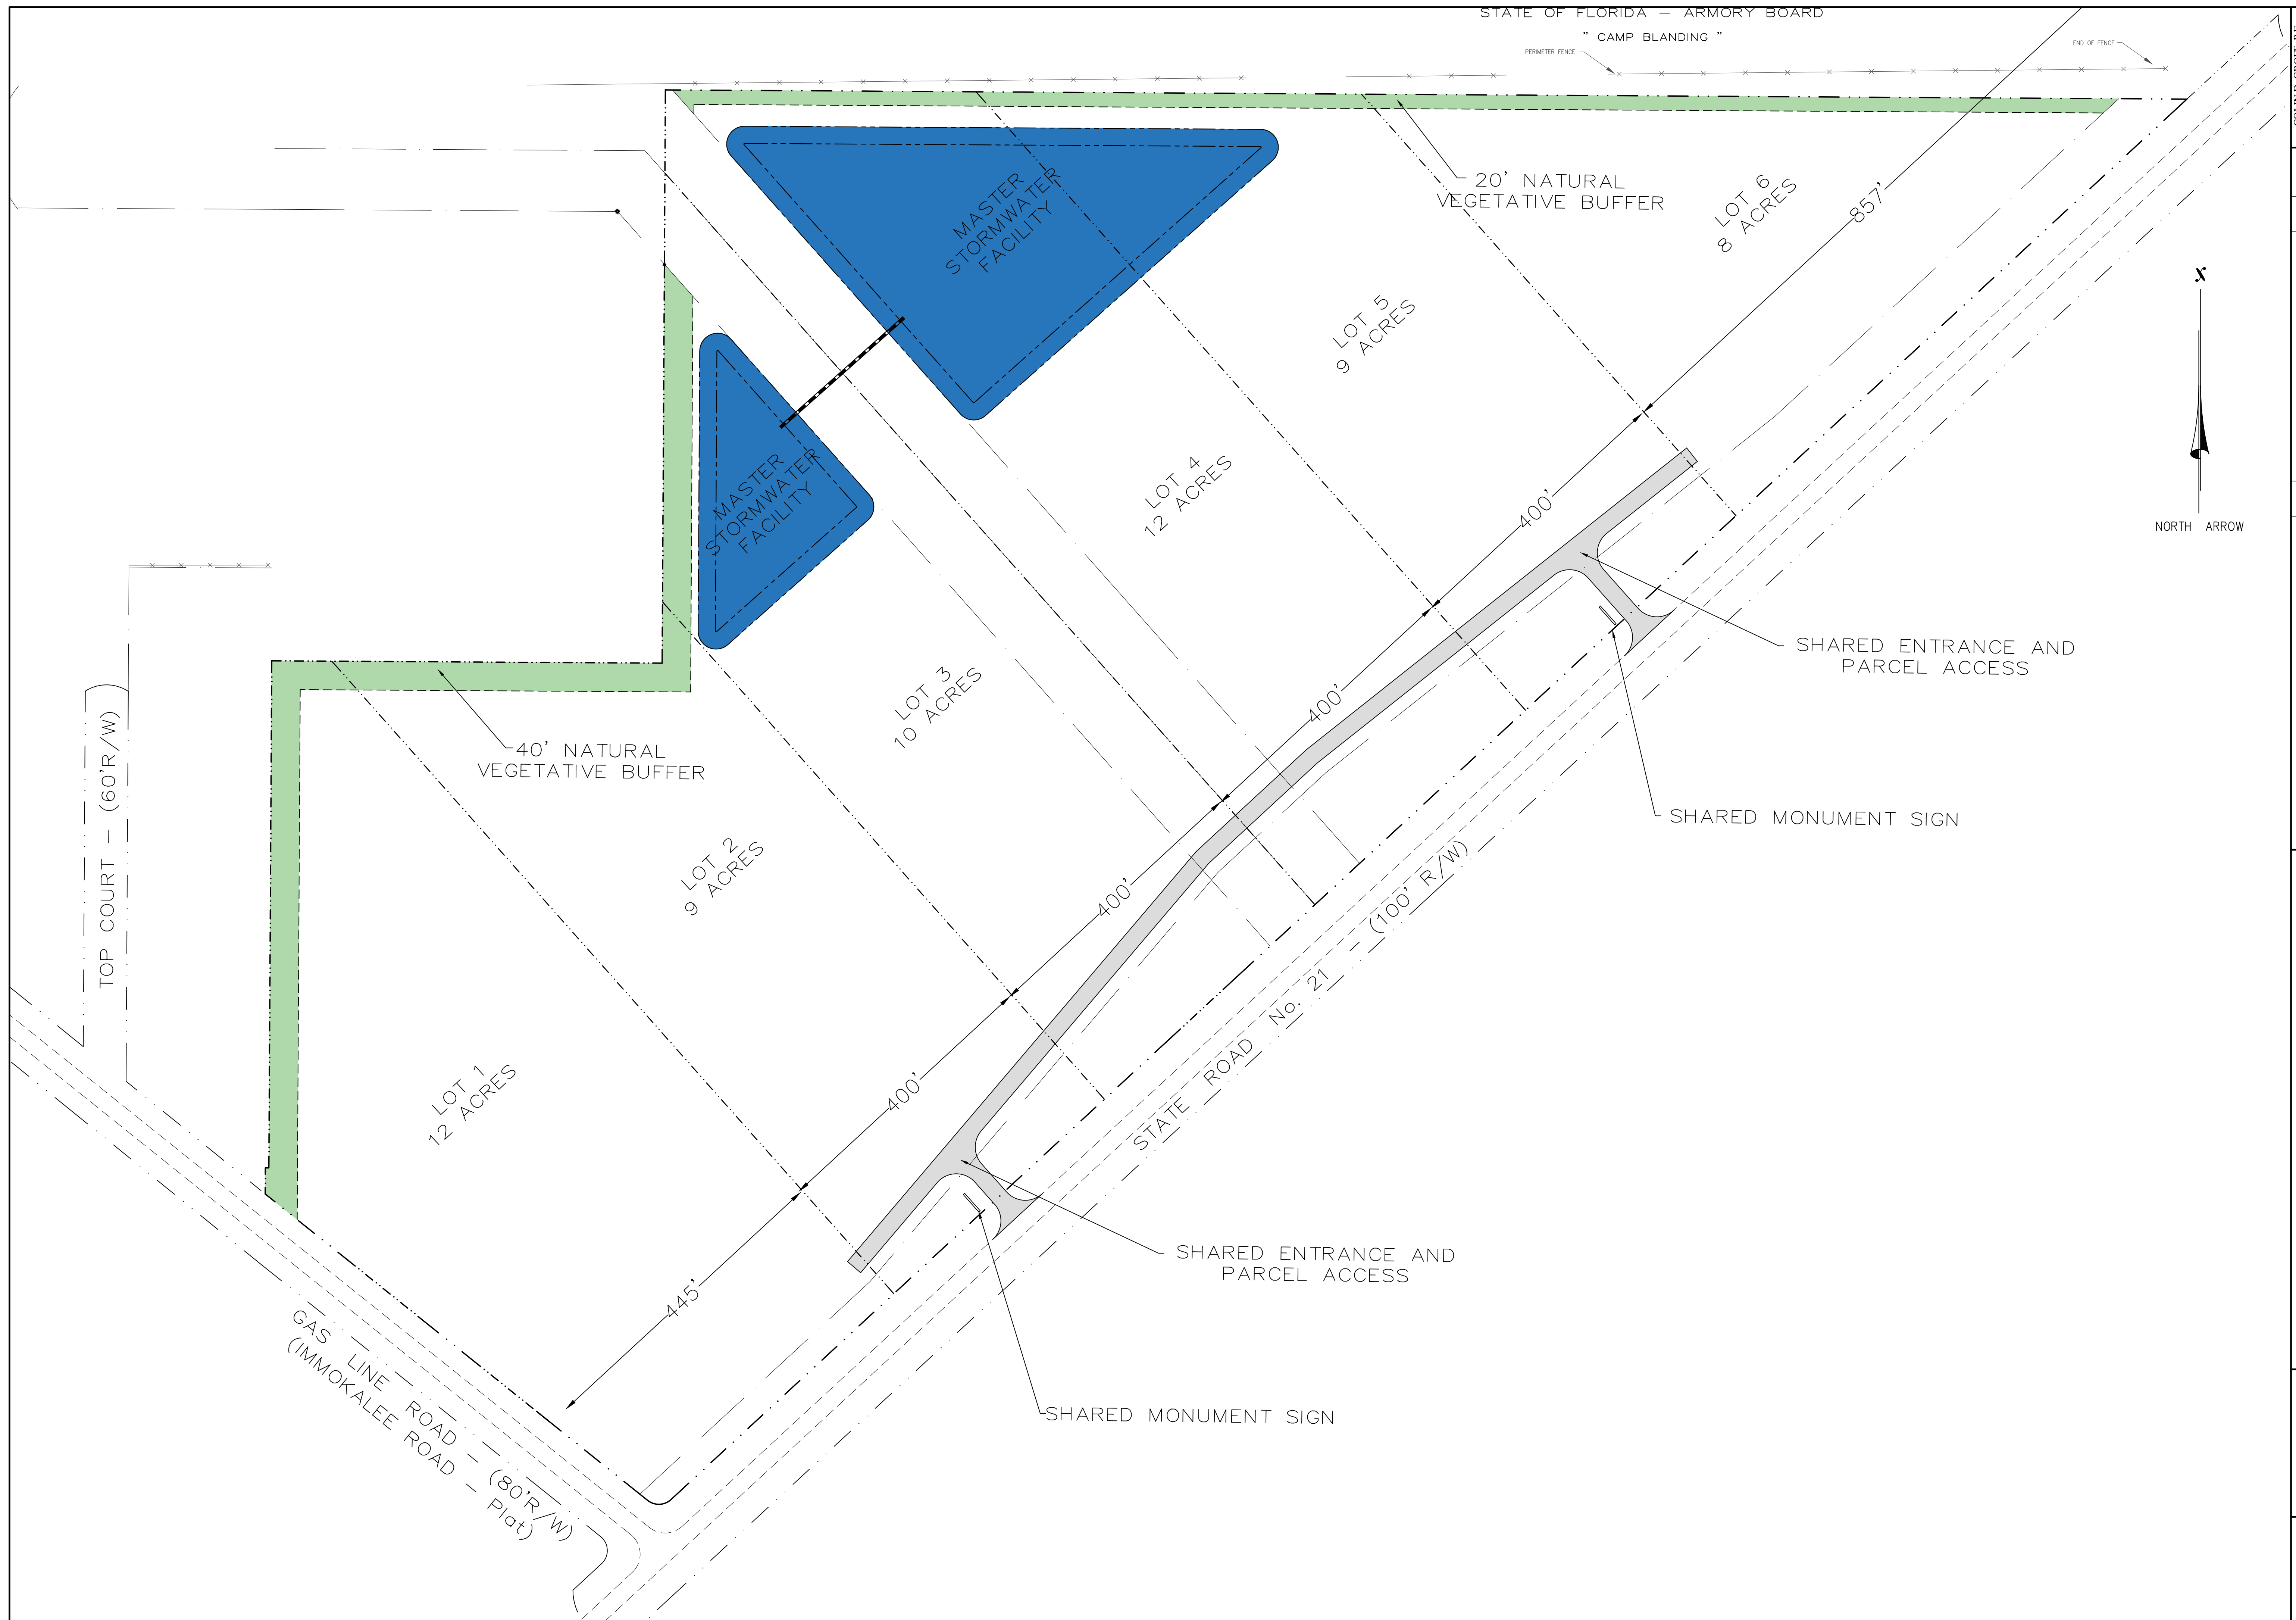 STATE OF FLORIDA – ARMORY BOARD
" CAMP BLANDING "
PERIMETER FENCE
END OF FENCE
20' NATURAL
VEGETATIVE BUFFER
LOT 6
8 ACRES
857'
MASTER
STORMWATER
FACILITY
LOT 5
9 ACRES
NORTH ARROW
MASTER
STORMWATER
FACILITY
LOT 4
12 ACRES
400'
SHARED ENTRANCE AND
PARCEL ACCESS
LOT 3
10 ACRES
400'
40' NATURAL
VEGETATIVE BUFFER
SHARED MONUMENT SIGN
TOP COURT – (60'R/W)
LOT 2
9 ACRES
400'
STATE ROAD No. 21 – (100' R/W)
LOT 1
12 ACRES
400'
SHARED ENTRANCE AND
PARCEL ACCESS
445'
GAS LINE ROAD – (80'R/W)
(IMMOKALEE ROAD – Plat)
SHARED MONUMENT SIGN